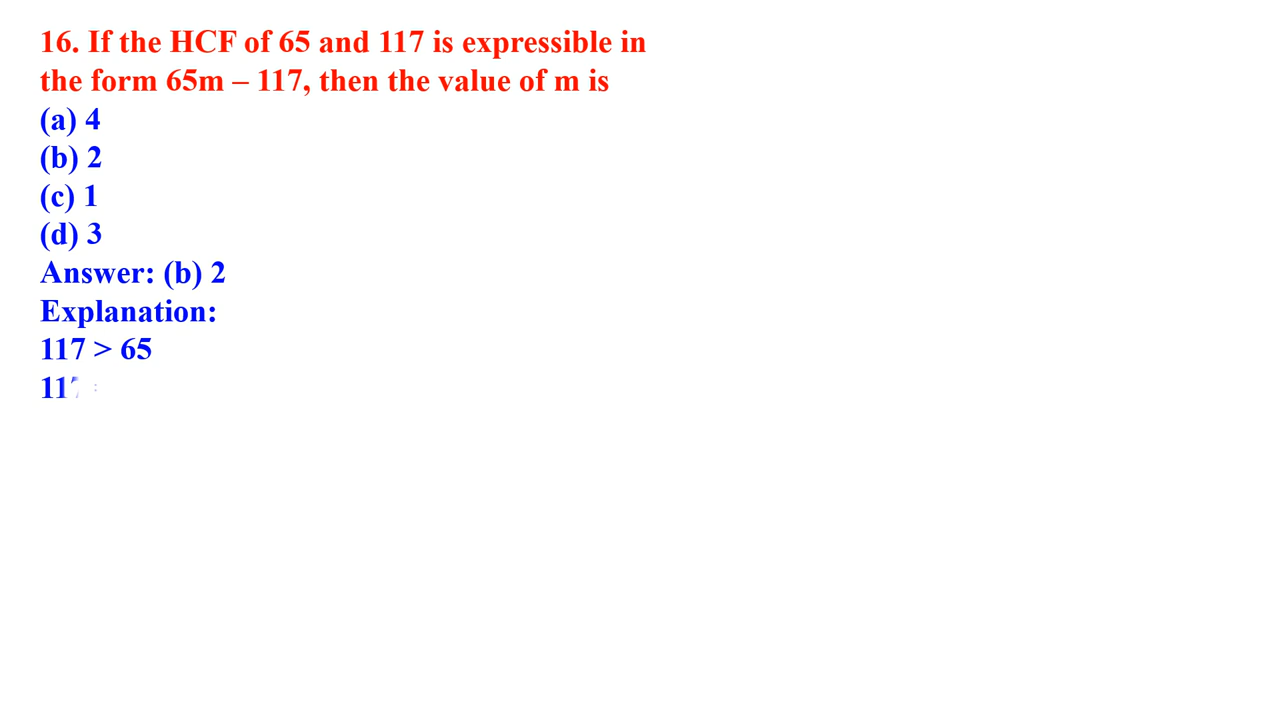 16. If the HCF of 65 and 117 is expressible in
the form 65m – 117, then the value of m is
(a) 4
(b) 2
(c) 1
(d) 3
Answer: (b) 2
Explanation:
117 > 65
117